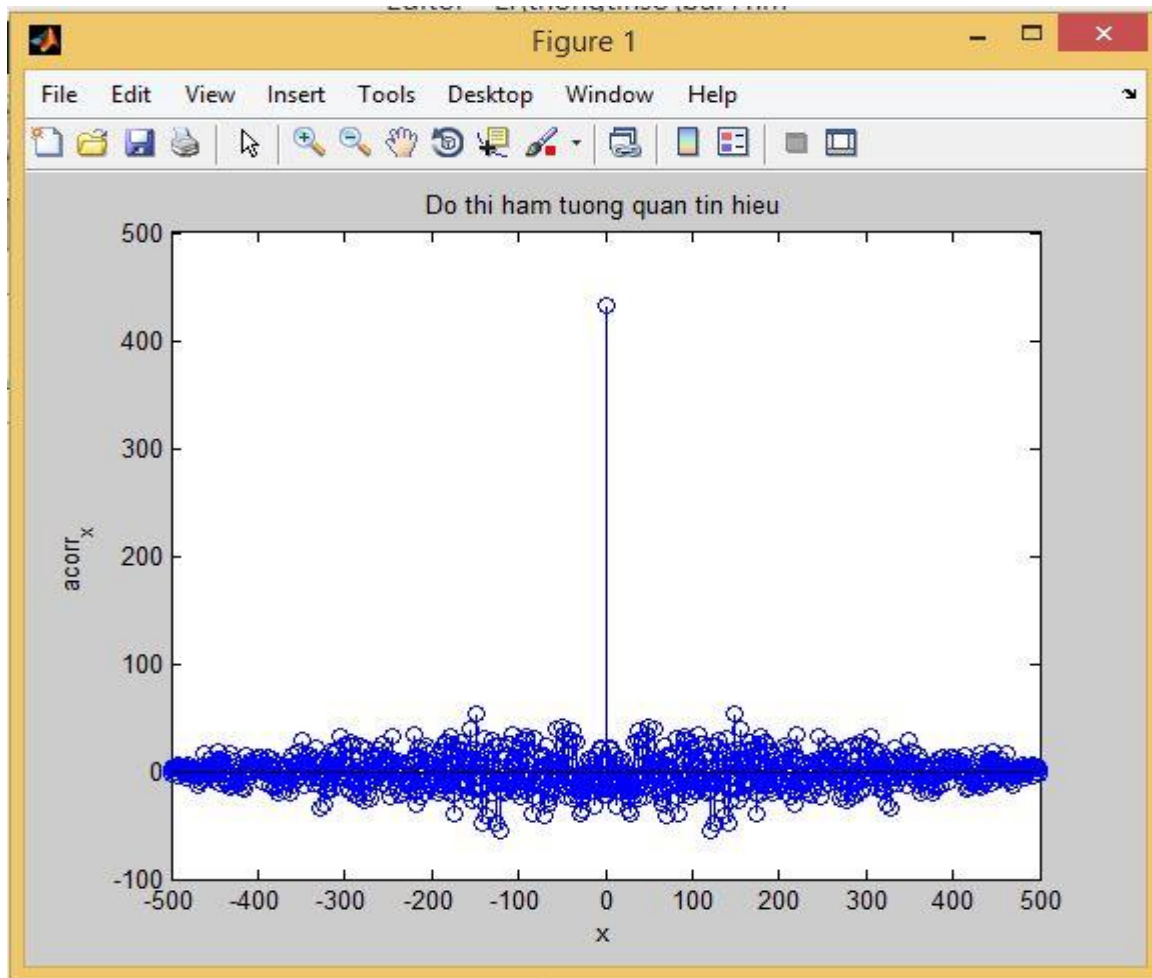 Figure 1
File Edit View Insert Tools Desktop Window Help
Do thi ham tuong quan tin hieu
500
400
300
200
100
0
-100
acorr_x
-500 -400 -300 -200 -100 0 100 200 300 400 500
x